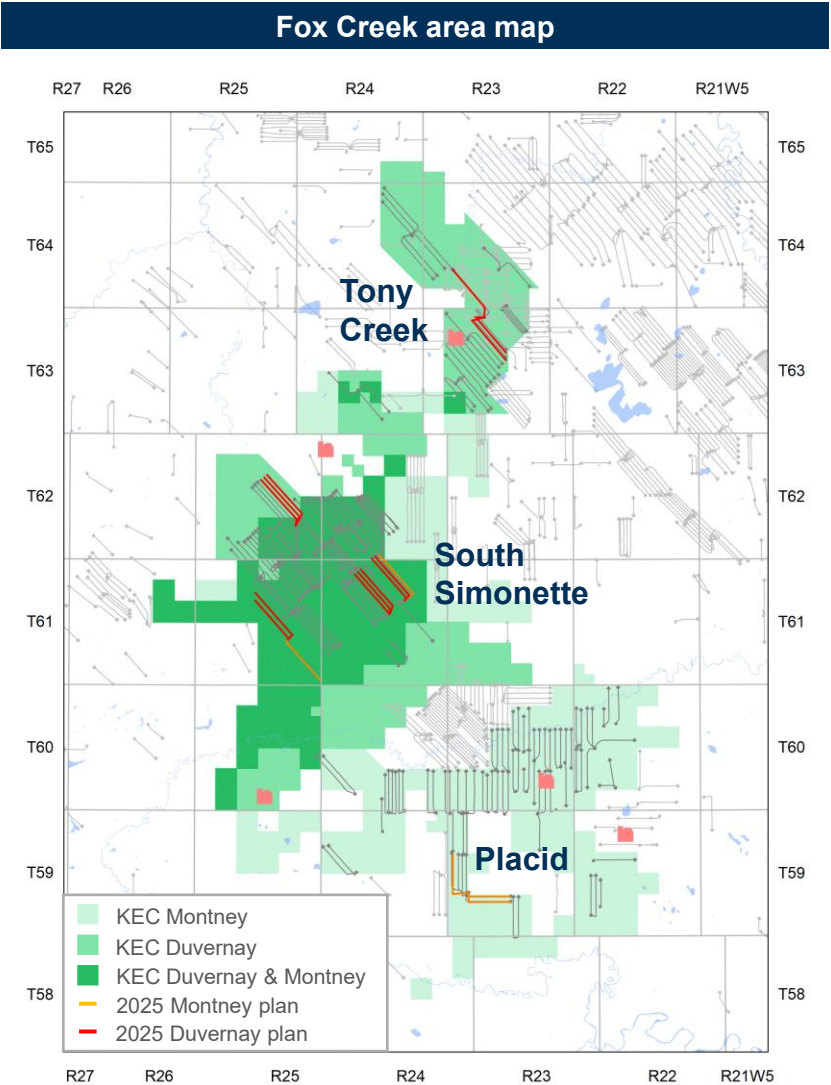 Fox Creek area map
R27 R26 R25 R24 R23 R22 R21W5
T65 T65
T64 T64
Tony
Creek
T63 T63
T62 T62
South
Simonette
T61 T61
T60 T60
Placid
T59 T59
KEC Montney
KEC Duvernay
KEC Duvernay & Montney
2025 Montney plan
2025 Duvernay plan
T58 T58
R27 R26 R25 R24 R23 R22 R21W5